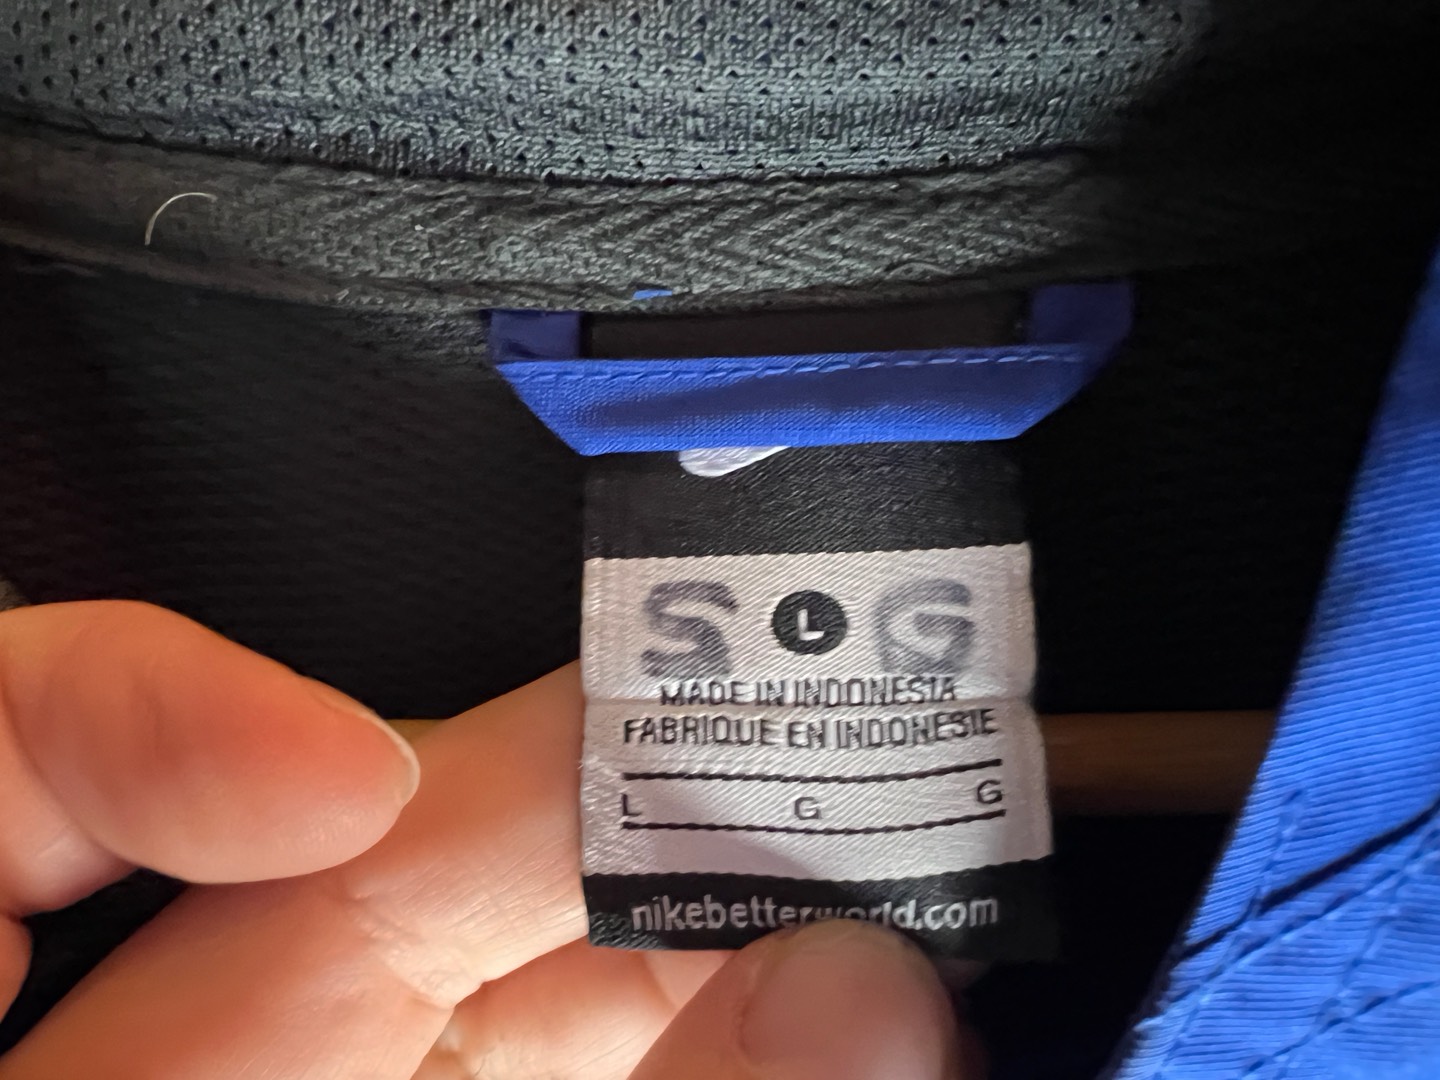 S L G
MADE IN INDONESIA
FABRIQUE EN INDONESIE
L G G
nikebetterworld.com